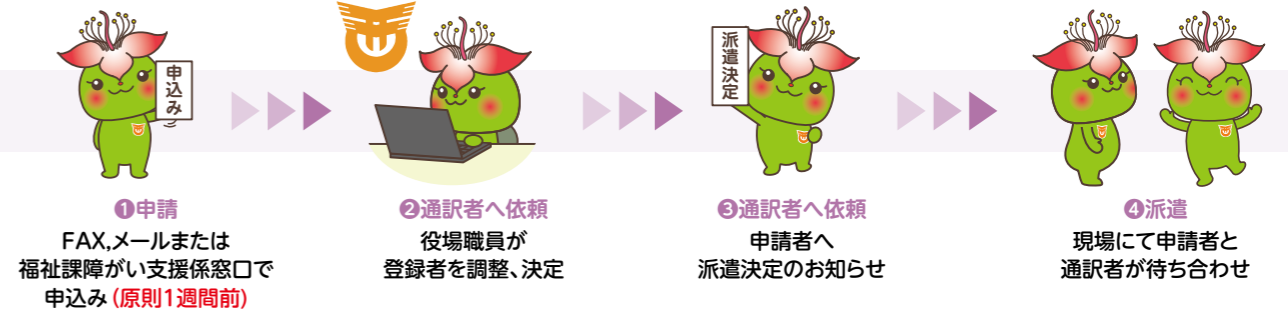 申込み
派遣決定
❶申請
FAX,メールまたは
福祉課障がい支援係窓口で
申込み(原則1週間前)
❷通訳者へ依頼
役場職員が
登録者を調整、決定
❸通訳者へ依頼
申請者へ
派遣決定のお知らせ
❹派遣
現場にて申請者と
通訳者が待ち合わせ